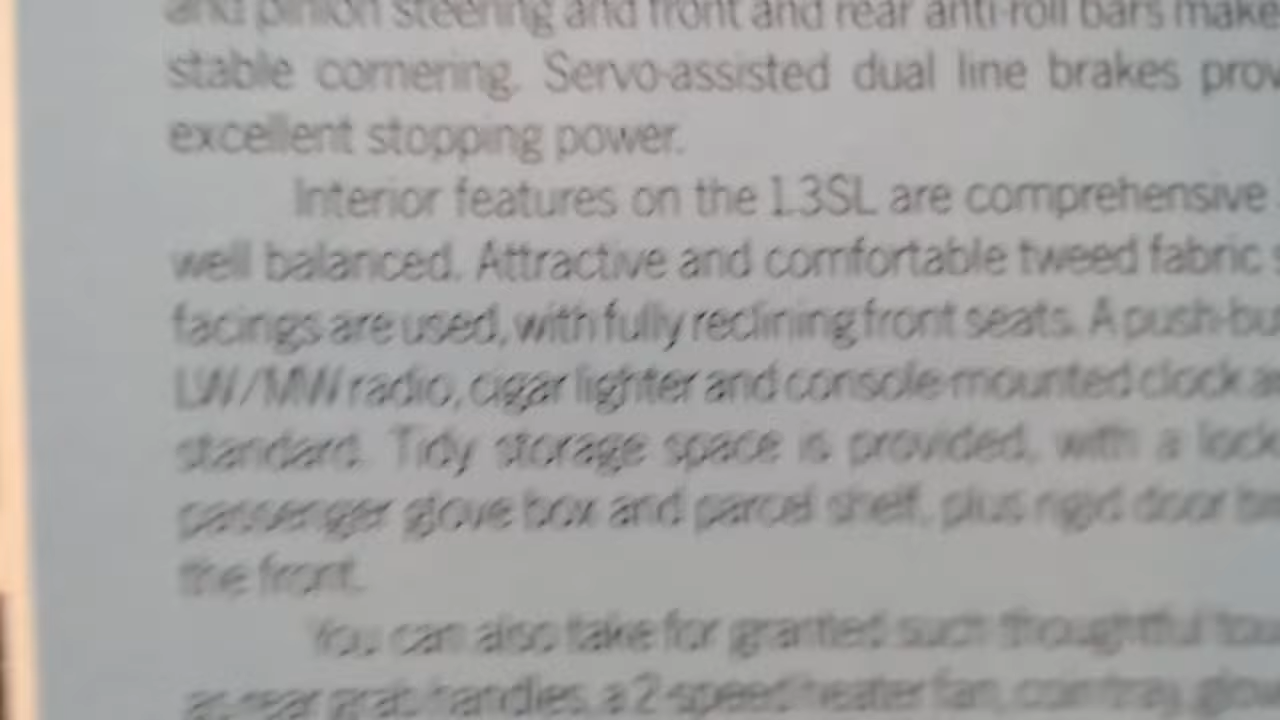 and pinion steering and front and rear anti-roll bars make
stable cornering. Servo-assisted dual line brakes
excellent stopping power.
Interior features on the 1.3SL are comprehensive
well balanced. Attractive and comfortable tweed fabric
facings are used, with fully reclining front seats. A
LW/MW radio, cigar lighter and console-mounted clock
standard. Tidy storage space is provided, with a
passenger glove box and parcel shelf, plus rigid door
the front.
You can also take for granted such thoughtful
as rear grab handles, a 2-speed heater fan, coin tray,